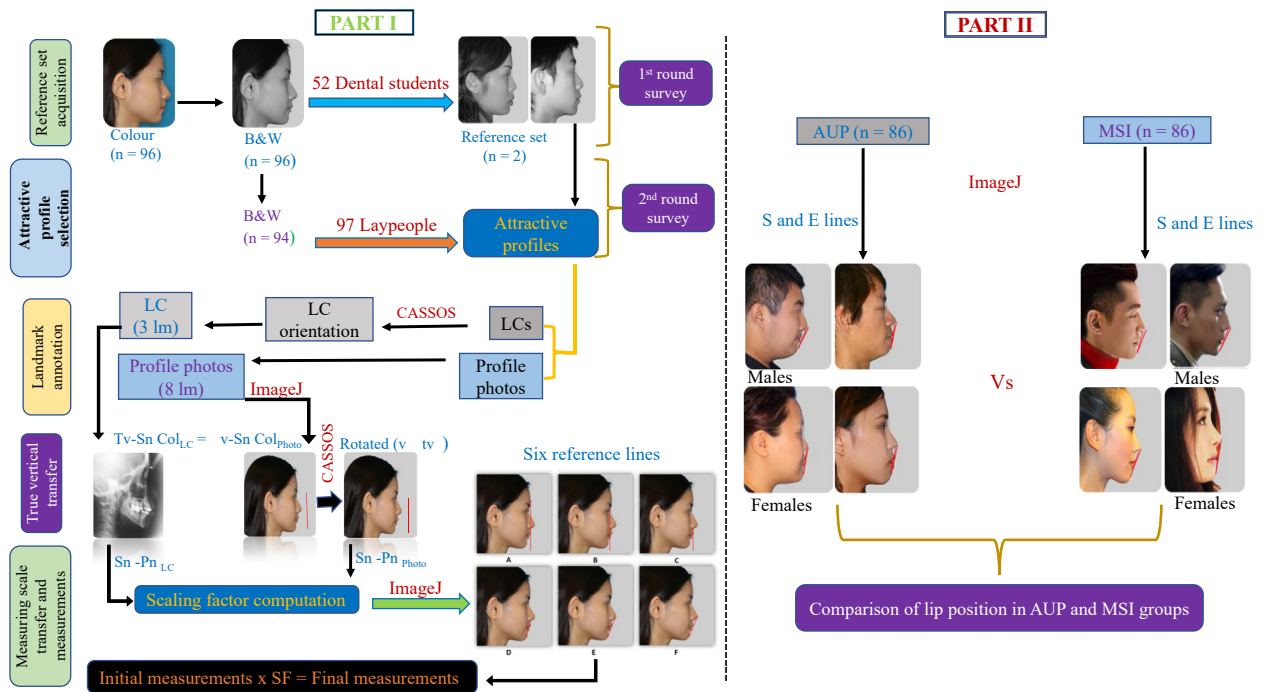 PART I
Reference set
acquisition
Colour
(n = 96)
B&W
(n = 96)
52 Dental students
Reference set
(n = 2)
1st round
survey
Attractive
profile
selection
B&W
(n = 94)
97 Laypeople
Attractive
profiles
2nd round
survey
Landmark
annotation
LC
(3 lm)
LC
orientation
CASSOS
LCs
Profile photos
(8 lm)
ImageJ
Profile
photos
True vertical
transfer
Tv-Sn ColLC = v-Sn ColPhoto
CASSOS
Rotated (v tv )
Six reference lines
A
B
C
D
E
F
Measuring scale
transfer and
measurements
Sn -Pn LC
Sn -Pn Photo
Scaling factor computation
ImageJ
Initial measurements x SF = Final measurements
PART II
AUP (n = 86)
MSI (n = 86)
ImageJ
S and E lines
S and E lines
Males
Males
Vs
Females
Females
Comparison of lip position in AUP and MSI groups